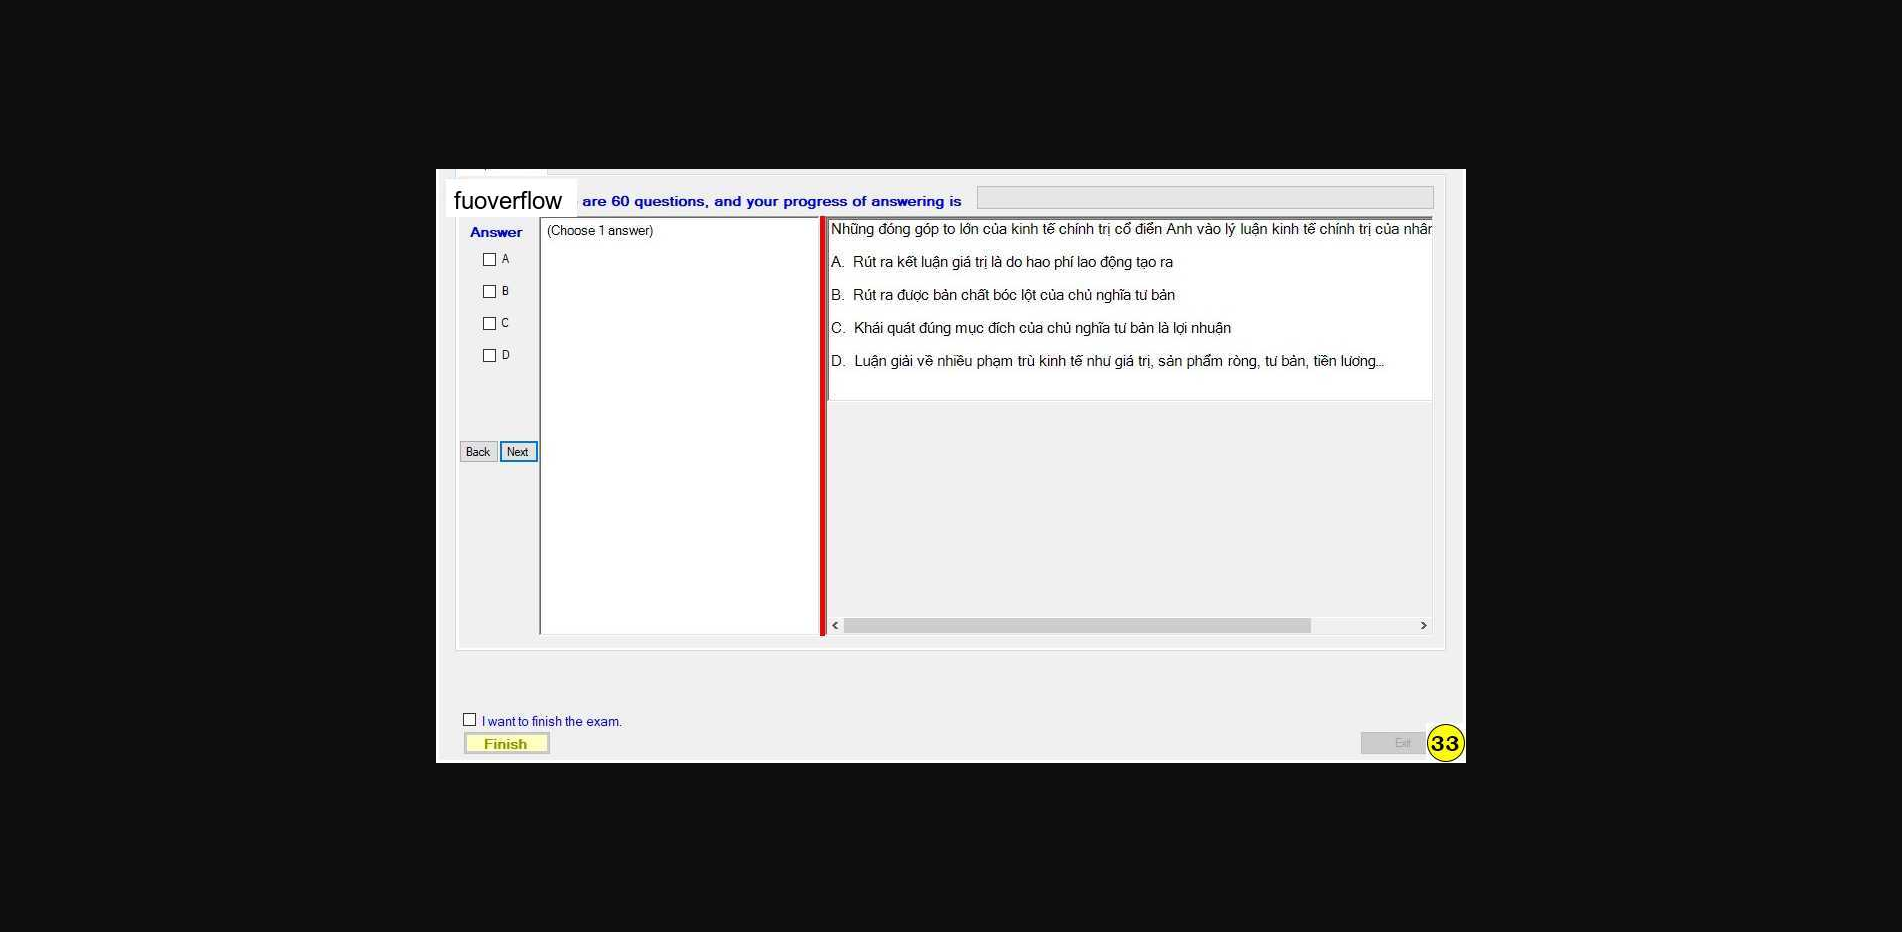 fuoverflow are 60 questions, and your progress of answering is
Answer
(Choose 1 answer)
A
B
C
D
Back Next
Những đóng góp to lớn của kinh tế chính trị cổ điển Anh vào lý luận kinh tế chính trị của
A. Rút ra kết luận giá trị là do hao phí lao động tạo ra
B. Rút ra được bản chất bóc lột của chủ nghĩa tư bản
C. Khái quát đúng mục đích của chủ nghĩa tư bản là lợi nhuận
D. Luận giải về nhiều phạm trù kinh tế như giá trị, sản phẩm ròng, tư bản, tiền lương...
I want to finish the exam.
Finish
Exit
33